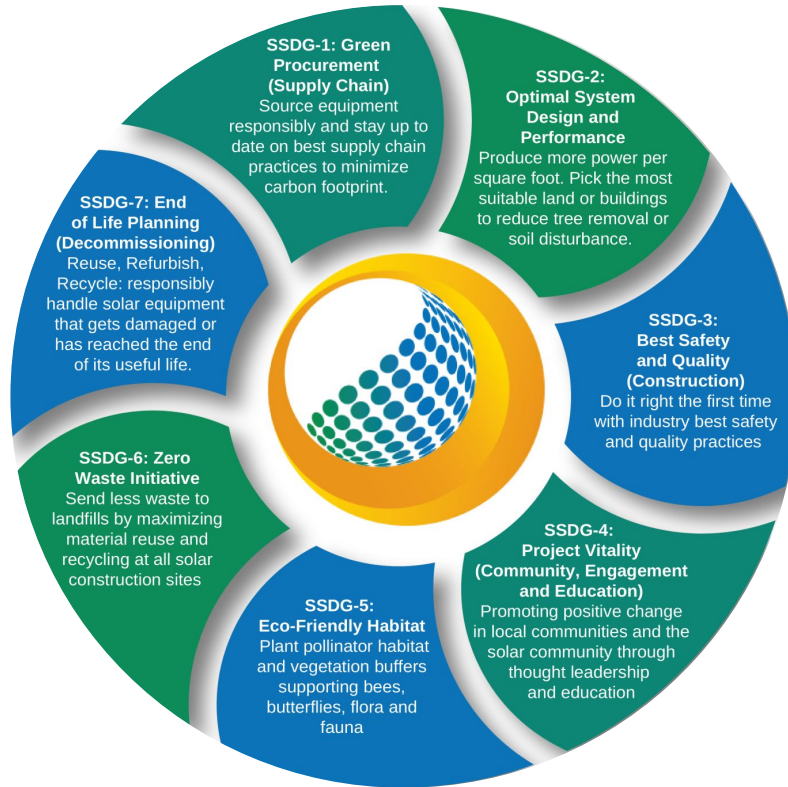 SSDG-1: Green
Procurement
(Supply Chain)
Source equipment
responsibly and stay up to
date on best supply chain
practices to minimize
carbon footprint.
SSDG-2:
Optimal System
Design and
Performance
Produce more power per
square foot. Pick the most
suitable land or buildings
to reduce tree removal or
soil disturbance.
SSDG-3:
Best Safety
and Quality
(Construction)
Do it right the first time
with industry best safety
and quality practices
SSDG-4:
Project Vitality
(Community, Engagement
and Education)
Promoting positive change
in local communities and the
solar community through
thought leadership
and education
SSDG-5:
Eco-Friendly Habitat
Plant pollinator habitat
and vegetation buffers
supporting bees,
butterflies, flora and
fauna
SSDG-6: Zero
Waste Initiative
Send less waste to
landfills by maximizing
material reuse and
recycling at all solar
construction sites
SSDG-7: End
of Life Planning
(Decommissioning)
Reuse, Refurbish,
Recycle: responsibly
handle solar equipment
that gets damaged or
has reached the end
of its useful life.